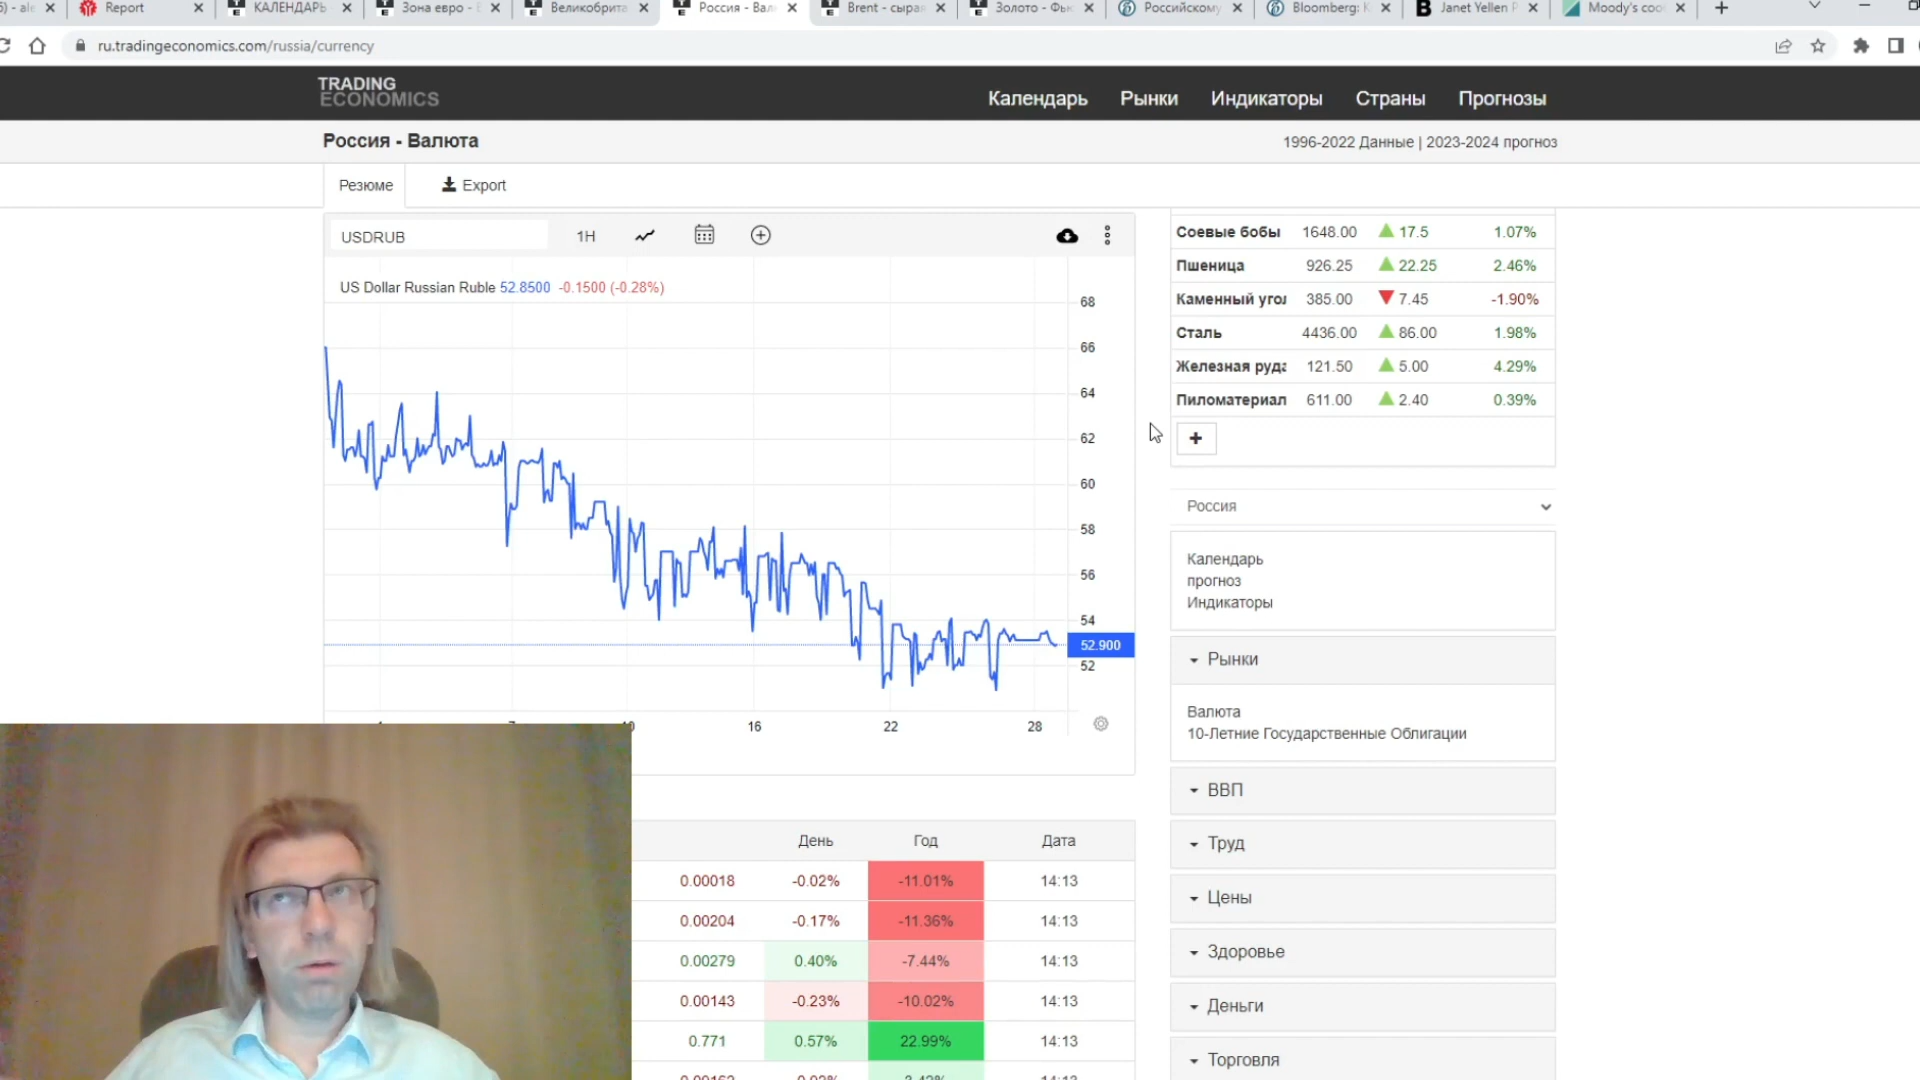 Report
КАЛЕНДАРЬ
Зона евро -
Великобрита
Россия - Вал
Brent - сырая
Золото - Фь
Российскому
Bloomberg:
Janet Yellen
Moody's coo
ru.tradingeconomics.com/russia/currency
TRADING
ECONOMICS
Календарь Рынки Индикаторы Страны Прогнозы
Россия - Валюта
1996-2022 Данные | 2023-2024 прогноз
Резюме
Export
USDRUB
1H
US Dollar Russian Ruble 52.8500 -0.1500 (-0.28%)
68
66
64
62
60
58
56
54
52.900
52
16 22 28
Соевые бобы 1648.00 17.5 1.07%
Пшеница 926.25 22.25 2.46%
Каменный угол 385.00 7.45 -1.90%
Сталь 4436.00 86.00 1.98%
Железная руда 121.50 5.00 4.29%
Пиломатериал 611.00 2.40 0.39%
+
Россия
Календарь
прогноз
Индикаторы
Рынки
Валюта
10-Летние Государственные Облигации
ВВП
Труд
Цены
Здоровье
Деньги
Торговля
День Год Дата
0.00018 -0.02% -11.01% 14:13
0.00204 -0.17% -11.36% 14:13
0.00279 0.40% -7.44% 14:13
0.00143 -0.23% -10.02% 14:13
0.771 0.57% 22.99% 14:13